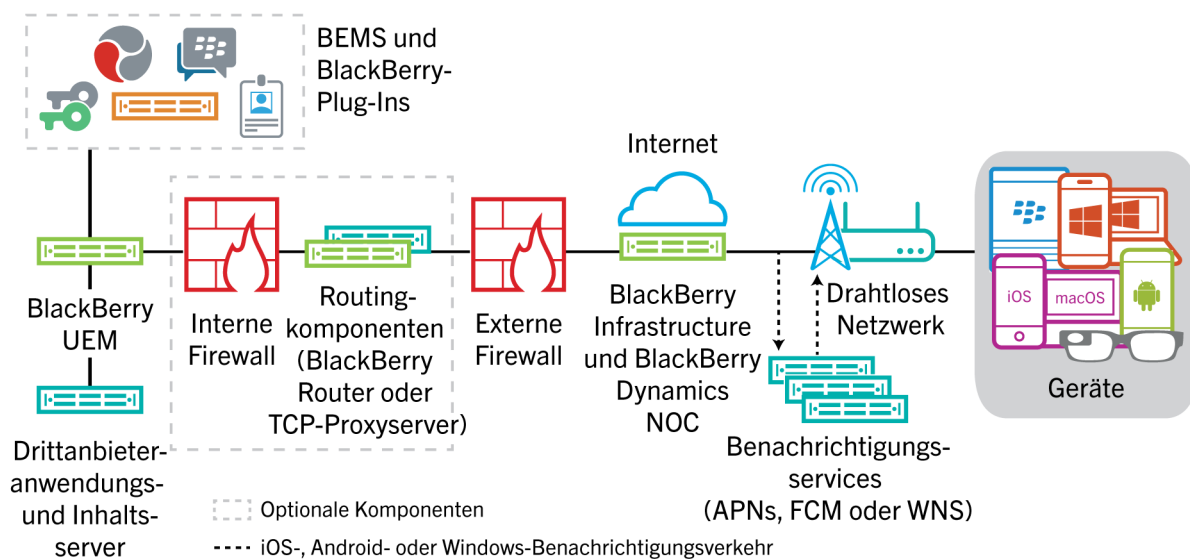 BEMS und
BlackBerry-
Plug-Ins
Internet
BlackBerry
UEM
Interne
Firewall
Routing-
komponenten
(BlackBerry
Router oder
TCP-Proxyserver)
Externe
Firewall
BlackBerry
Infrastructure
und BlackBerry
Dynamics
NOC
Drahtloses
Netzwerk
iOS
macOS
Geräte
Drittanbieter-
anwendungs-
und Inhalts-
server
Benachrichtigungs-
services
(APNs, FCM oder WNS)
Optionale Komponenten
iOS-, Android- oder Windows-Benachrichtigungsverkehr